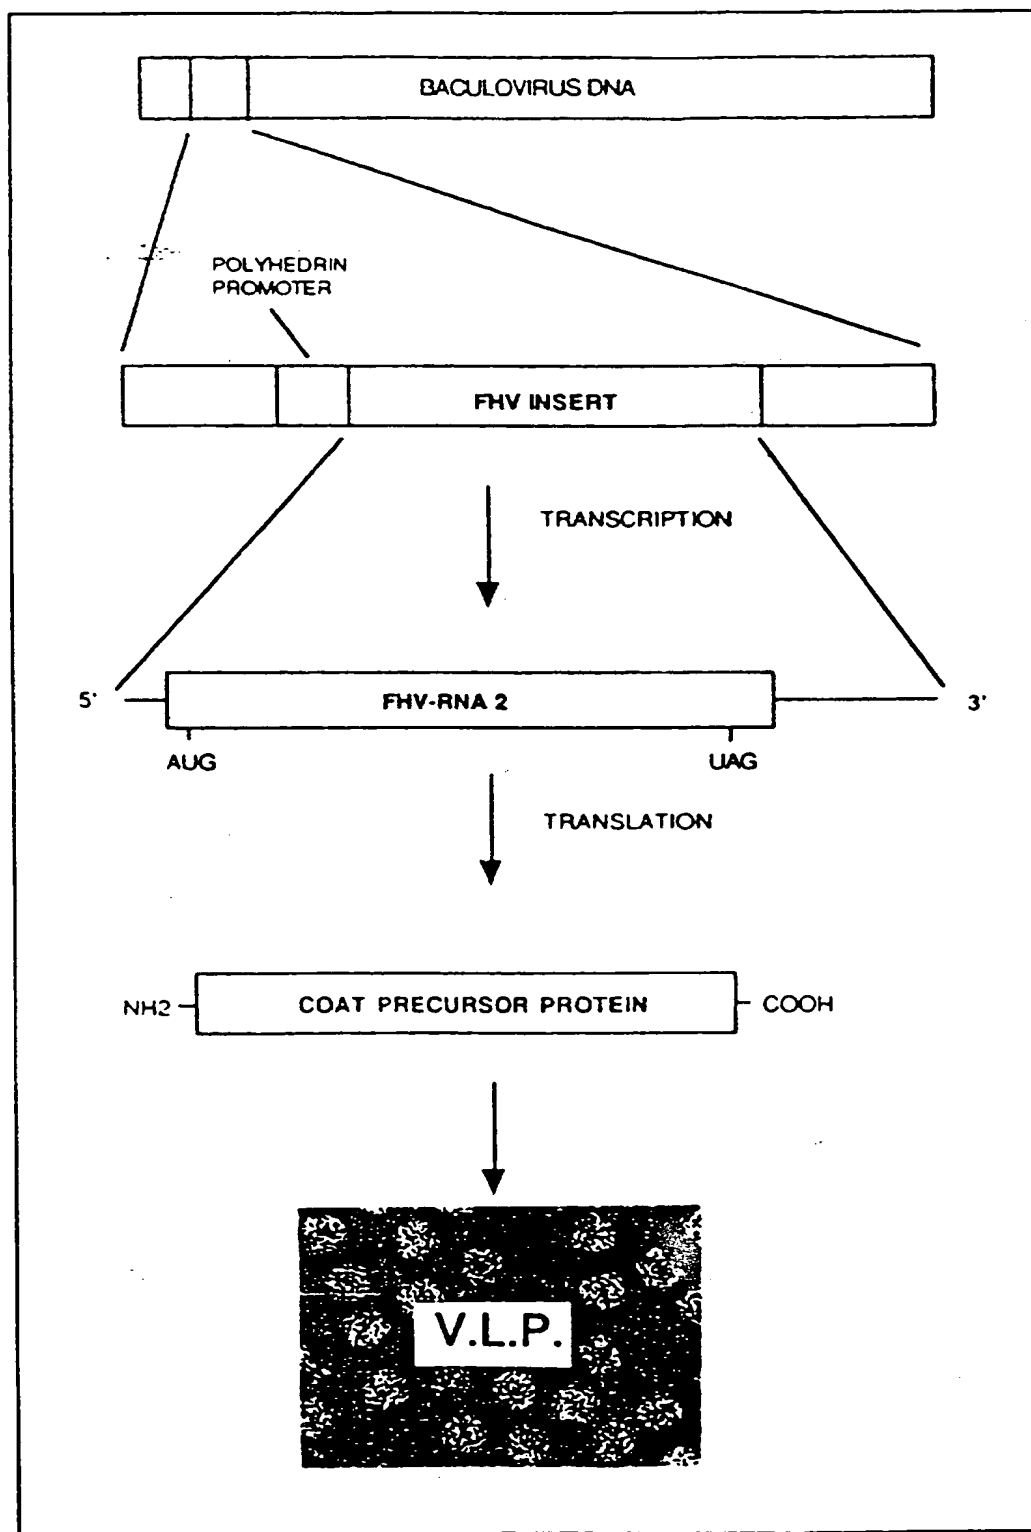 BACULOVIRUS DNA
POLYHEDRIN
PROMOTER
FHV INSERT
TRANSCRIPTION
5' FHV-RNA 2 3'
AUG UAG
TRANSLATION
NH2 COAT PRECURSOR PROTEIN COOH
V.L.P.